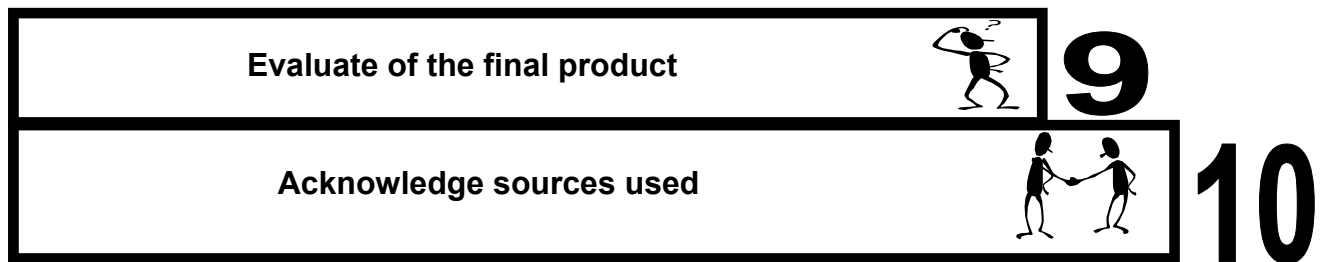 Evaluate of the final product
9
Acknowledge sources used
10